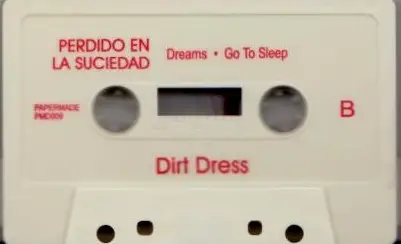 PERDIDO EN
LA SUCIEDAD
Dreams • Go To Sleep
PAPERMADE
PMD009
B
Dirt Dress